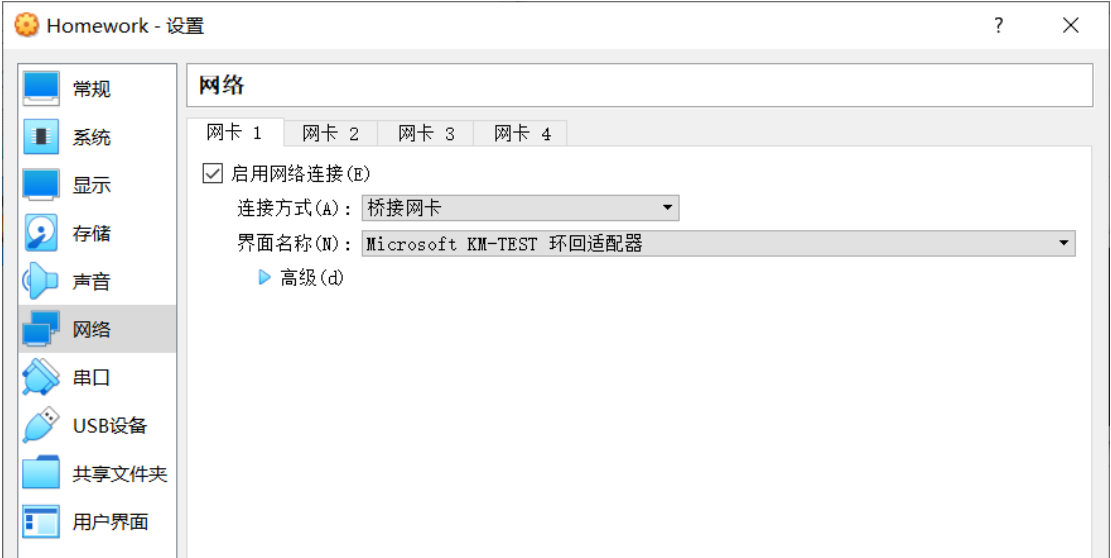 Homework - 设置
?
常规
系统
显示
存储
声音
网络
串口
USB设备
共享文件夹
用户界面
网络
网卡 1
网卡 2
网卡 3
网卡 4
启用网络连接(E)
连接方式(A): 桥接网卡
界面名称(N): Microsoft KM-TEST 环回适配器
高级(d)